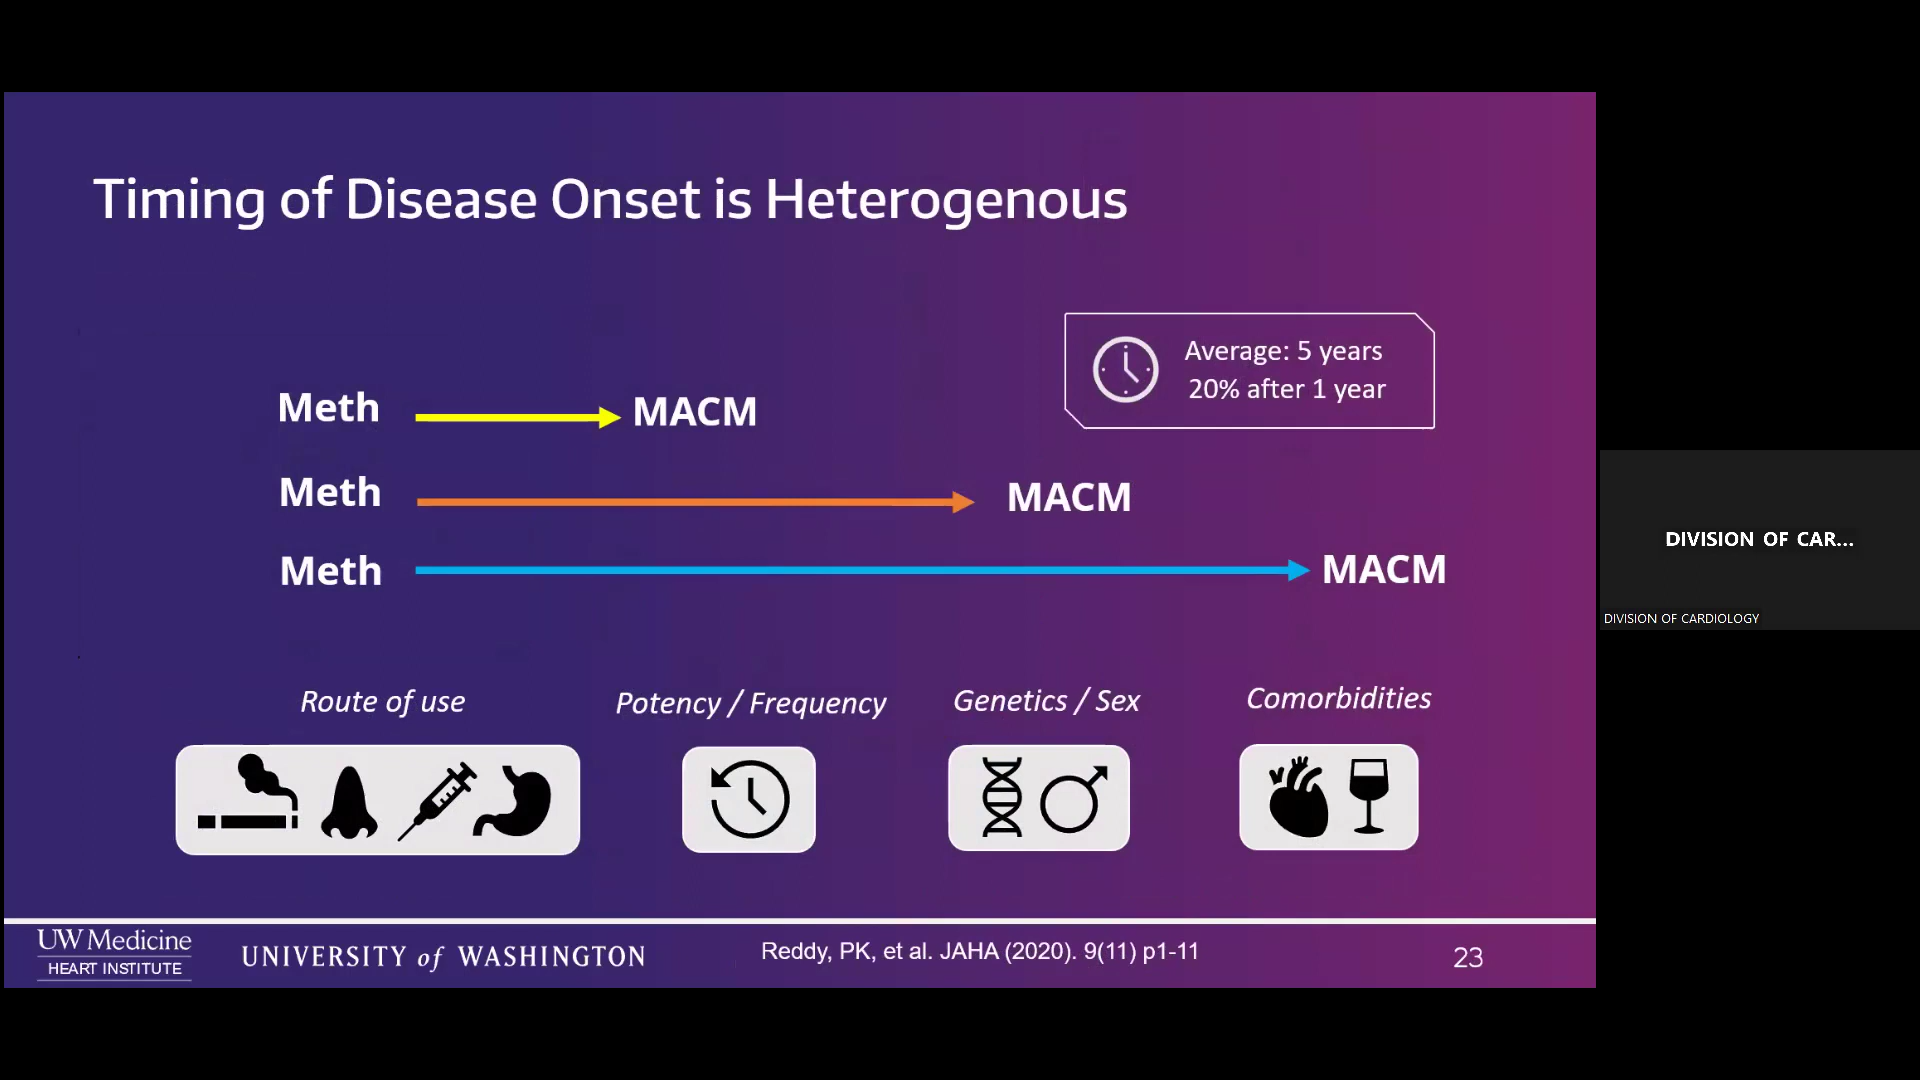 Timing of Disease Onset is Heterogenous
Average: 5 years
20% after 1 year
Meth MACM
Meth MACM
Meth MACM
Route of use
Potency / Frequency
Genetics / Sex
Comorbidities
UW Medicine
HEART INSTITUTE
UNIVERSITY of WASHINGTON
Reddy, PK, et al. JAHA (2020). 9(11) p1-11
23
DIVISION OF CAR...
DIVISION OF CARDIOLOGY